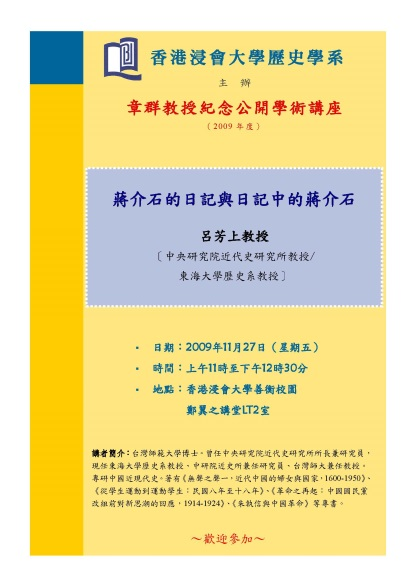 香港浸會大學歷史學系
主 辦
章群教授紀念公開學術講座
〔2009 年度〕
蔣介石的日記與日記中的蔣介石
呂芳上教授
〔中央研究院近代史研究所教授/
東海大學歷史系教授〕
• 日期：2009年11月27日（星期五）
• 時間：上午11時至下午12時30分
• 地點：香港浸會大學善衡校園
鄭翼之講堂LT2室
講者簡介：台灣師範大學博士。曾任中央研究院近代史研究所所長兼研究員，
現任東海大學歷史系教授、中研院近史所兼任研究員、台灣師大兼任教授。
專研中國近現代史。著有《無聲之聲一，近代中國的婦女與國家，1600-1950》、
《從學生運動到運動學生：民國八年至十八年》、《革命之再起：中國國民黨
改組前對新思潮的回應，1914-1924》、《朱執信與中國革命》等專書。
～歡迎參加～